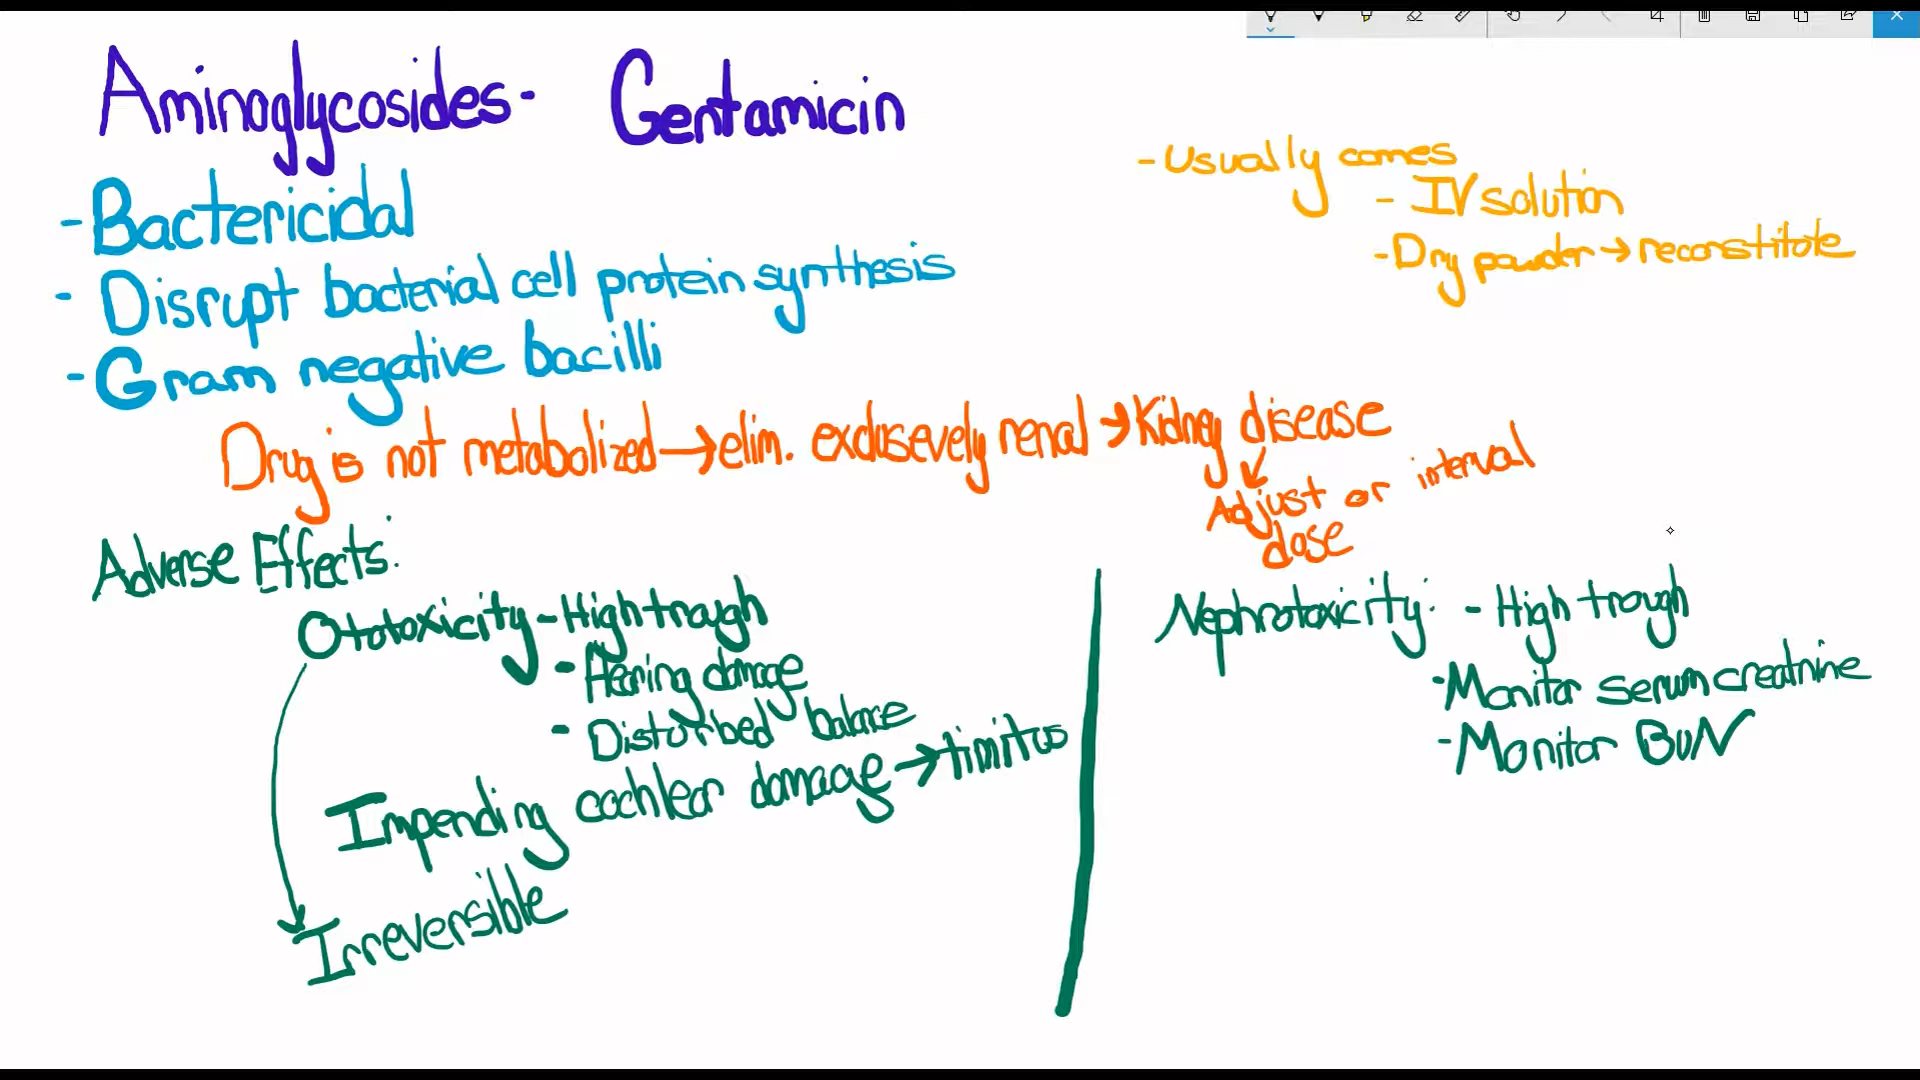 Aminoglycosides- Gentamicin
- Usually comes
- IV solution
- Dry powder → reconstitute
- Bactericidal
- Disrupt bacterial cell protein synthesis
- Gram negative bacilli
Drug is not metabolized → elim. exclusevely renal → Kidney disease
Adjust or interval
dose
Adverse Effects:
Ototoxicity - High trough
- Hearing damage
- Disturbed balance
Impending cochlear damage → tinnitus
Irreversible
Nephrotoxicity: - High trough
- Monitor serum creatnine
- Monitor BUN